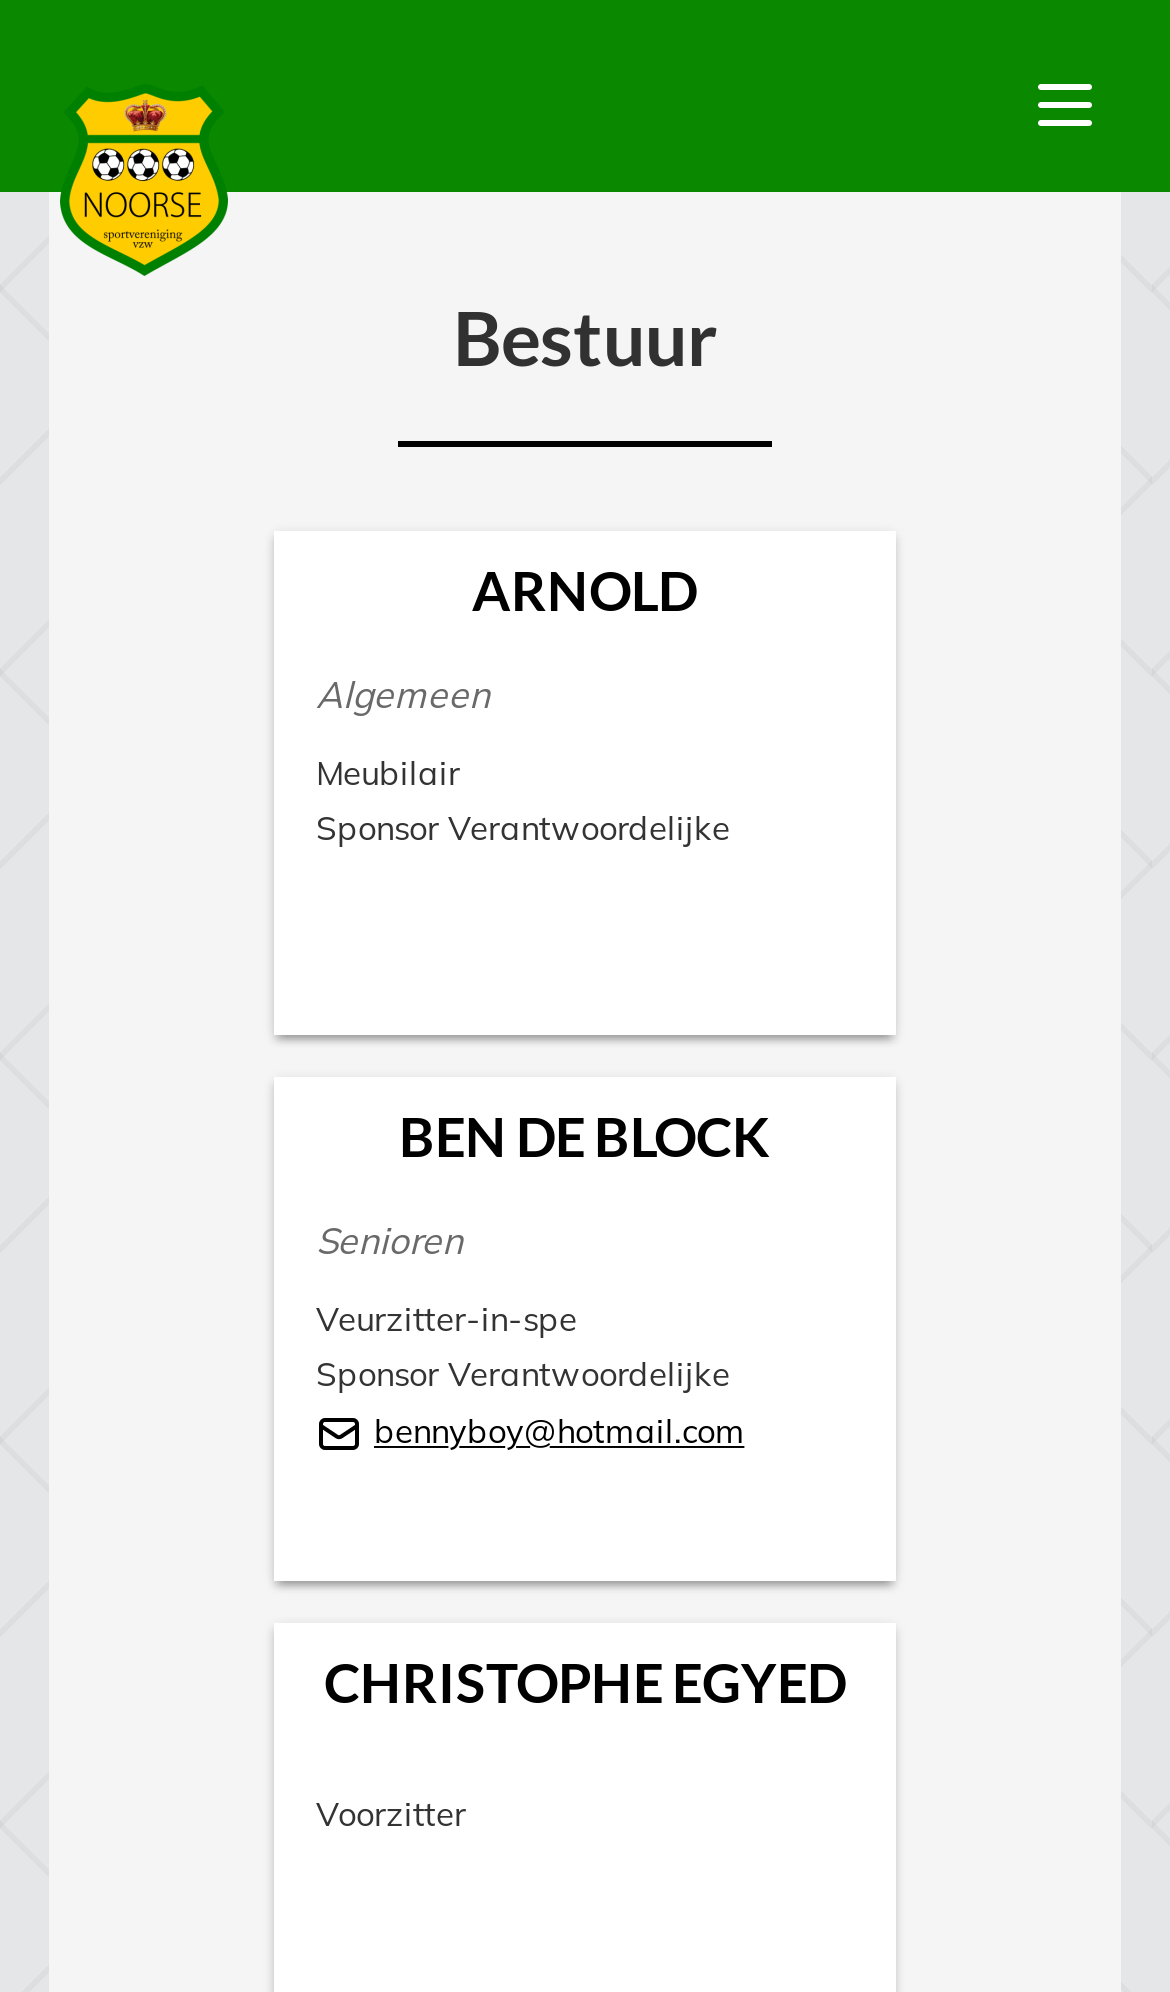 NOORSE
sportvereniging
vzw
Bestuur
ARNOLD
Algemeen
Meubilair
Sponsor Verantwoordelijke
BEN DE BLOCK
Senioren
Veurzitter-in-spe
Sponsor Verantwoordelijke
bennyboy@hotmail.com
CHRISTOPHE EGYED
Voorzitter